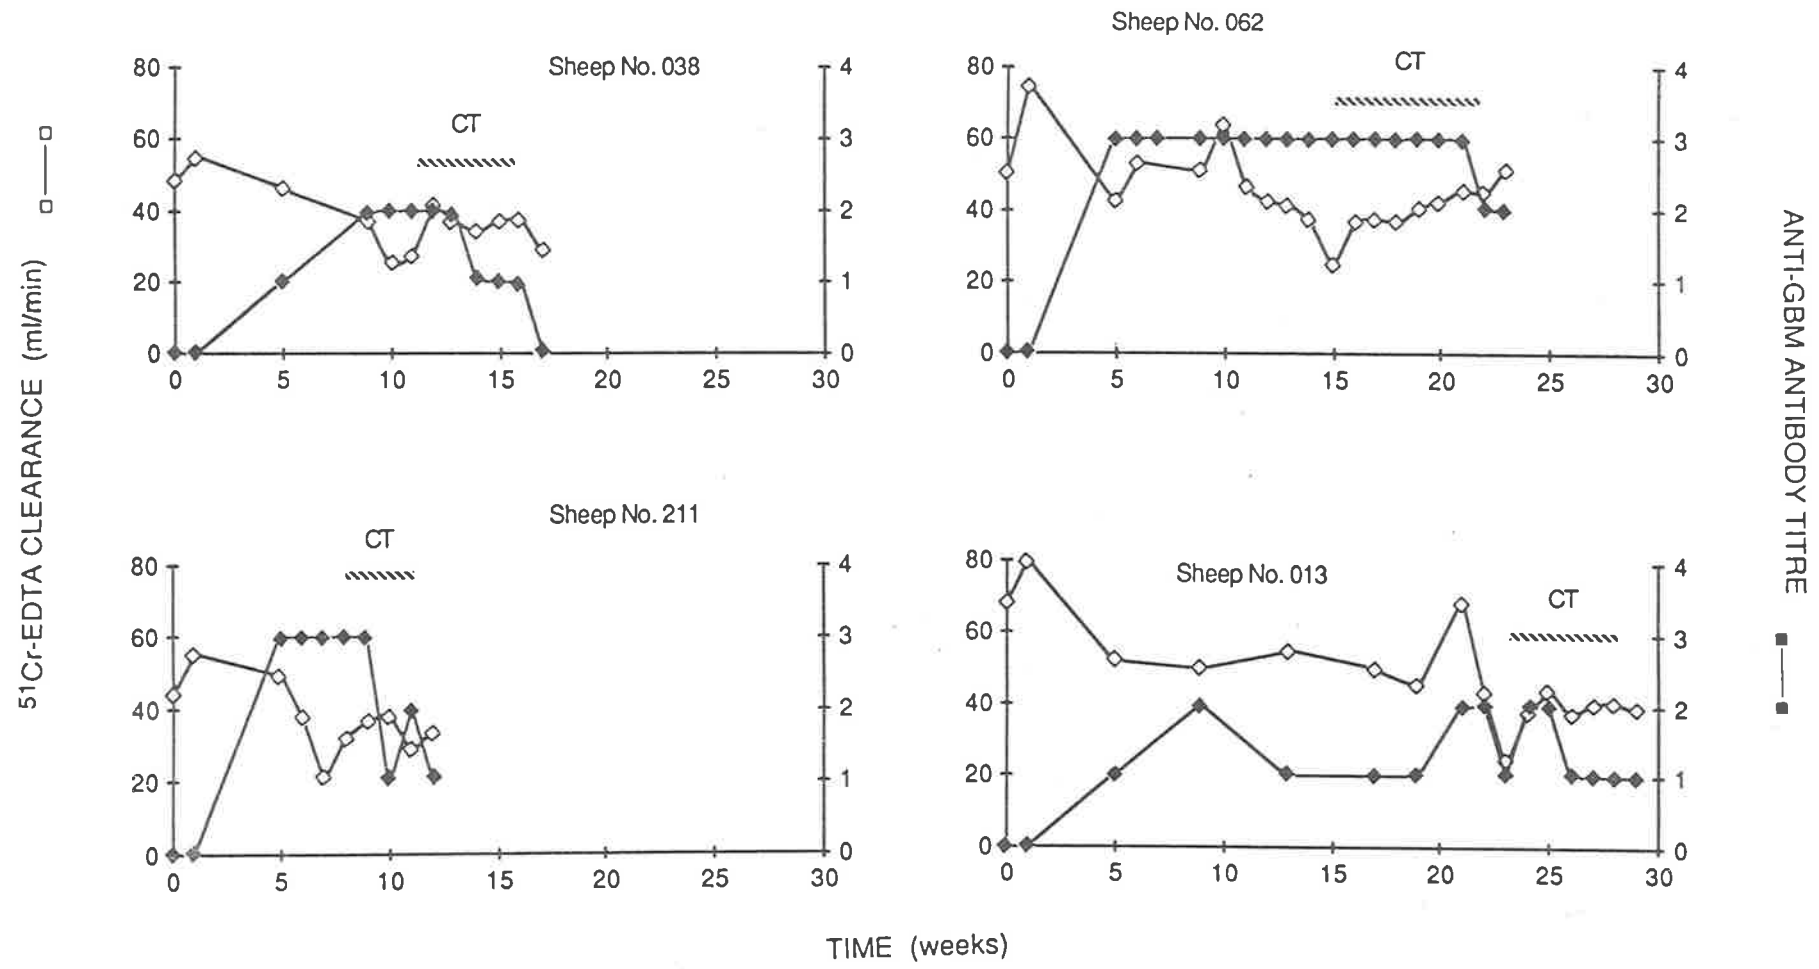 Sheep No. 038
CT
80
60
40
20
0
4
3
2
1
0
0 5 10 15 20 25 30
Sheep No. 062
CT
80
60
40
20
0
4
3
2
1
0
0 5 10 15 20 25 30
Sheep No. 211
CT
80
60
40
20
0
4
3
2
1
0
0 5 10 15 20 25 30
Sheep No. 013
CT
80
60
40
20
0
4
3
2
1
0
0 5 10 15 20 25 30
51Cr-EDTA CLEARANCE (ml/min)
ANTI-GBM ANTIBODY TITRE
TIME (weeks)